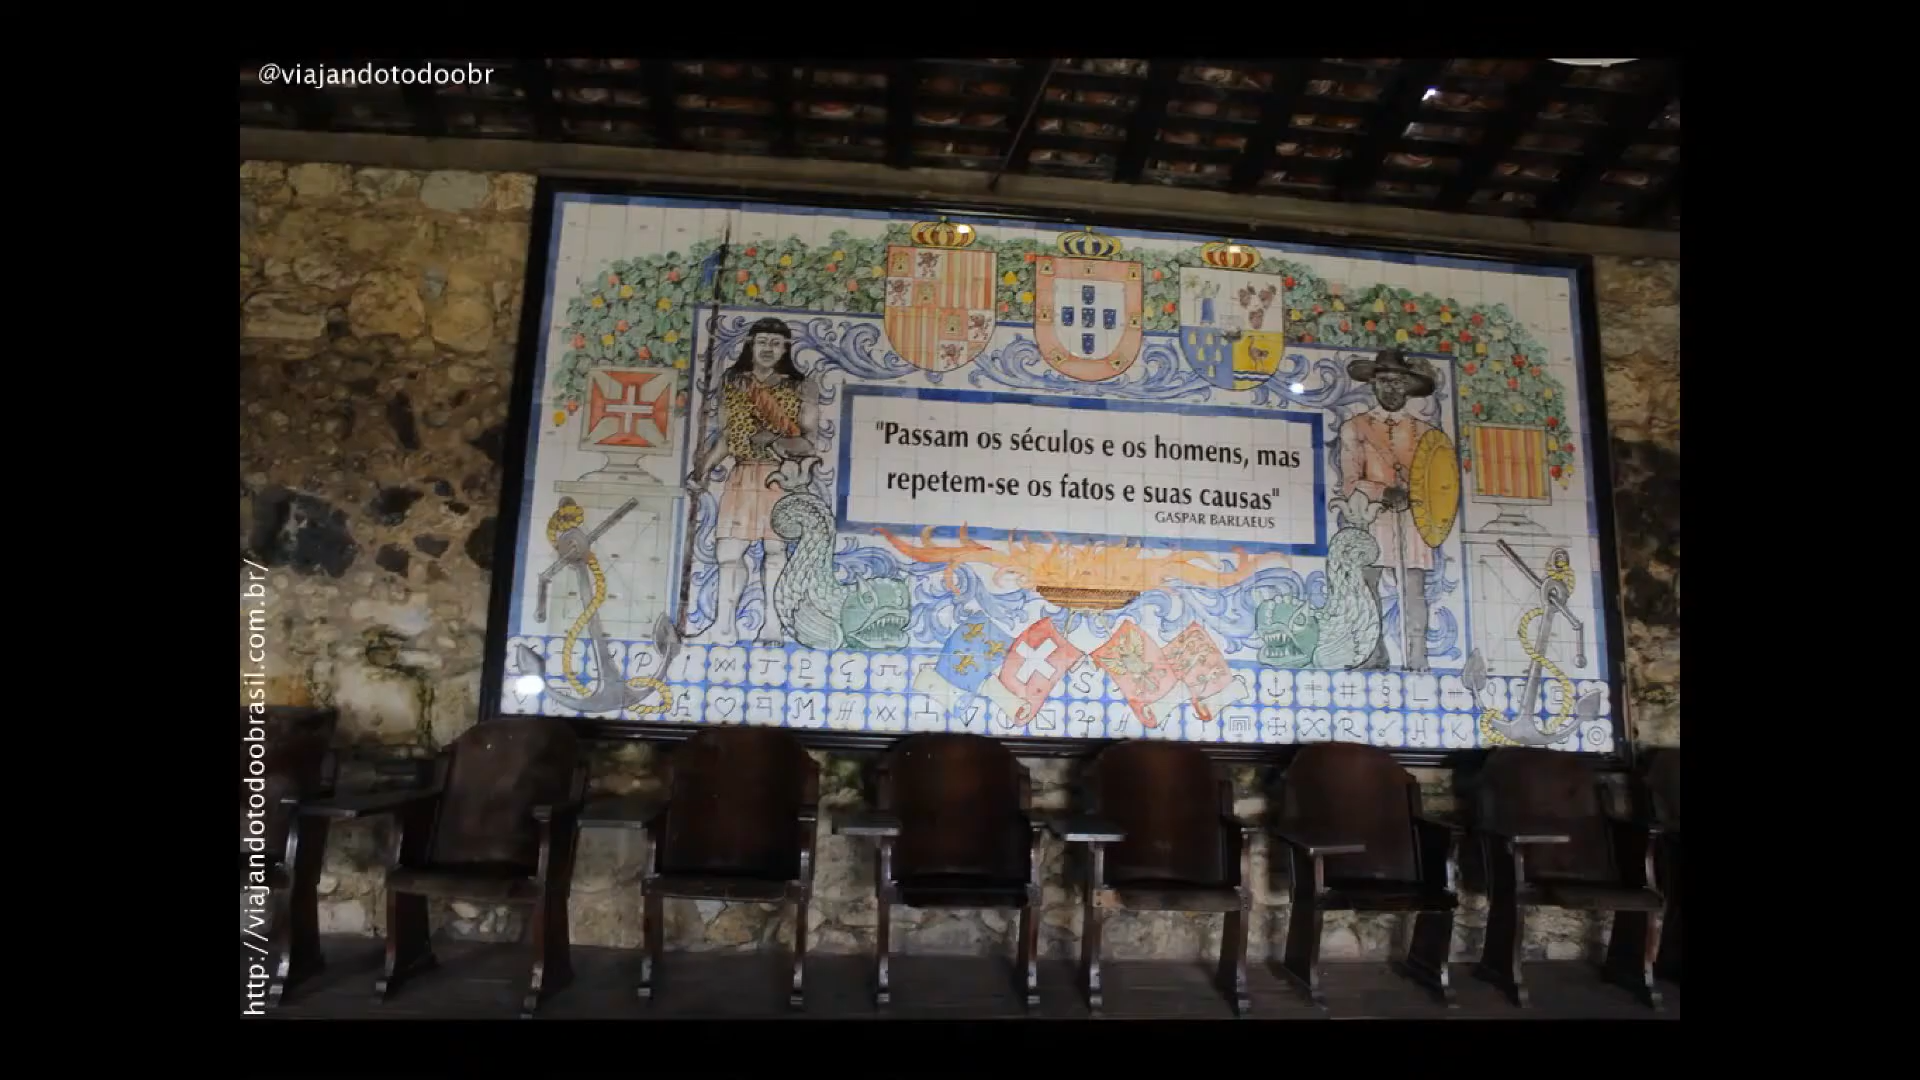 @viajandotodoobr
"Passam os séculos e os homens, mas
repetem-se os fatos e suas causas"
GASPAR BARLAEUS
http://viajandotodoobrasil.com.br/